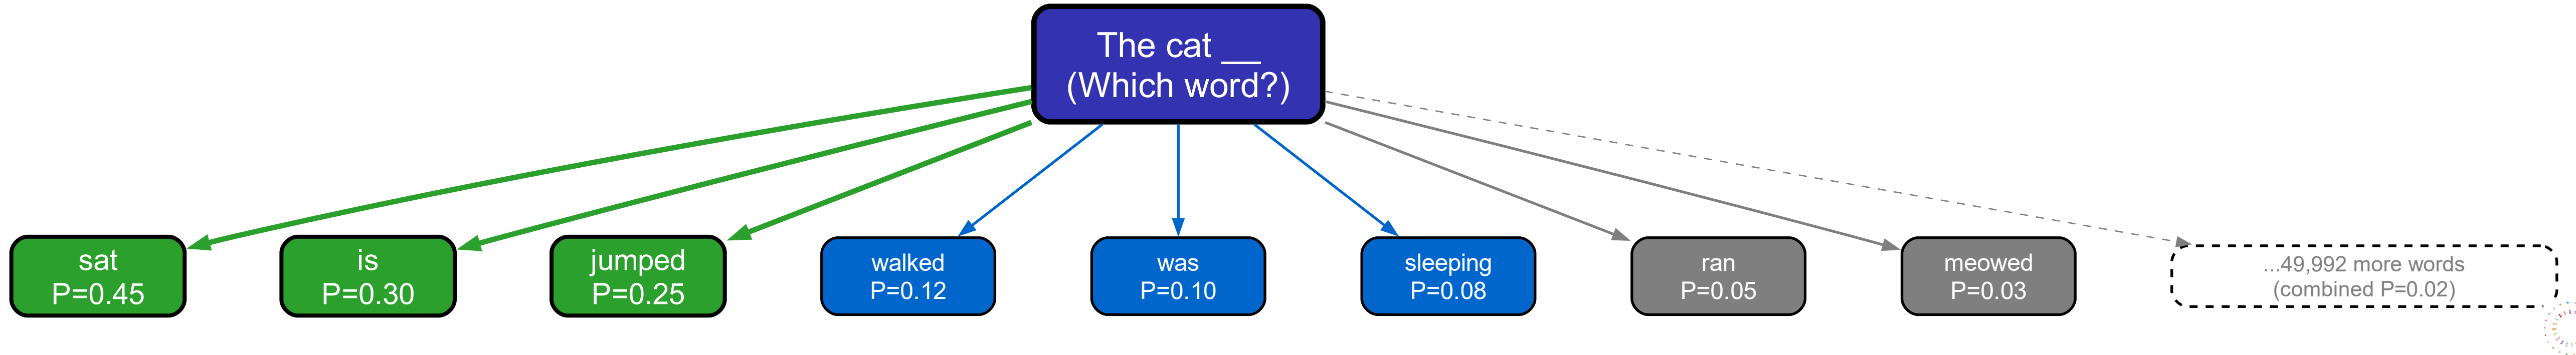 The cat __
(Which word?)
sat
P=0.45
is
P=0.30
jumped
P=0.25
walked
P=0.12
was
P=0.10
sleeping
P=0.08
ran
P=0.05
meowed
P=0.03
...49,992 more words
(combined P=0.02)